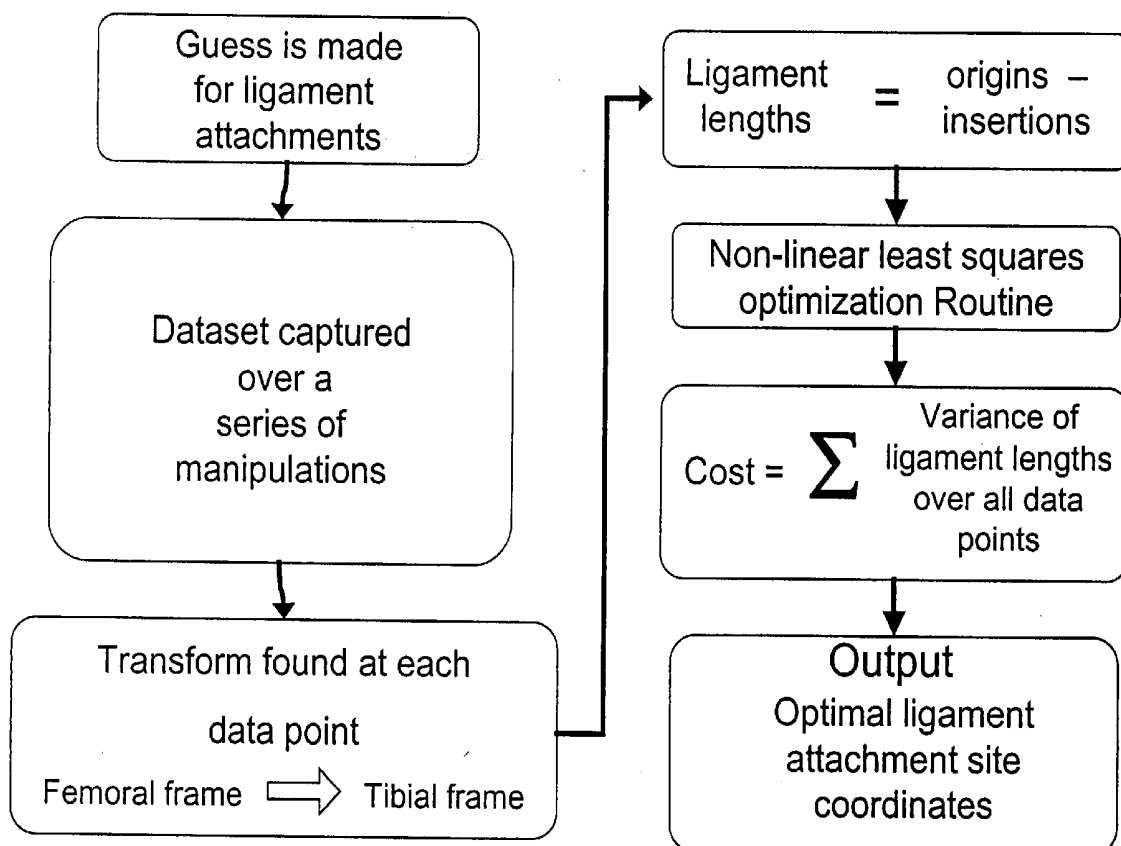 Guess is made
for ligament
attachments
Dataset captured
over a
series of
manipulations
Transform found at each
data point
Femoral frame Tibial frame
Ligament lengths = origins – insertions
Non-linear least squares
optimization Routine
Cost = ∑ Variance of
ligament lengths
over all data
points
Output
Optimal ligament
attachment site
coordinates